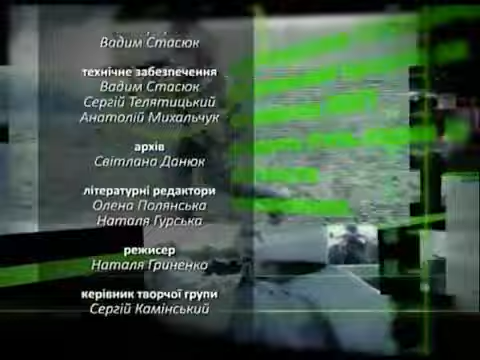 Вадим Стасюк
технічне забезпечення
Вадим Стасюк
Сергій Телятицький
Анатолій Михальчук
архів
Світлана Данюк
літературні редактори
Олена Полянська
Наталя Гурська
режисер
Наталя Гриненко
керівник творчої групи
Сергій Камінський